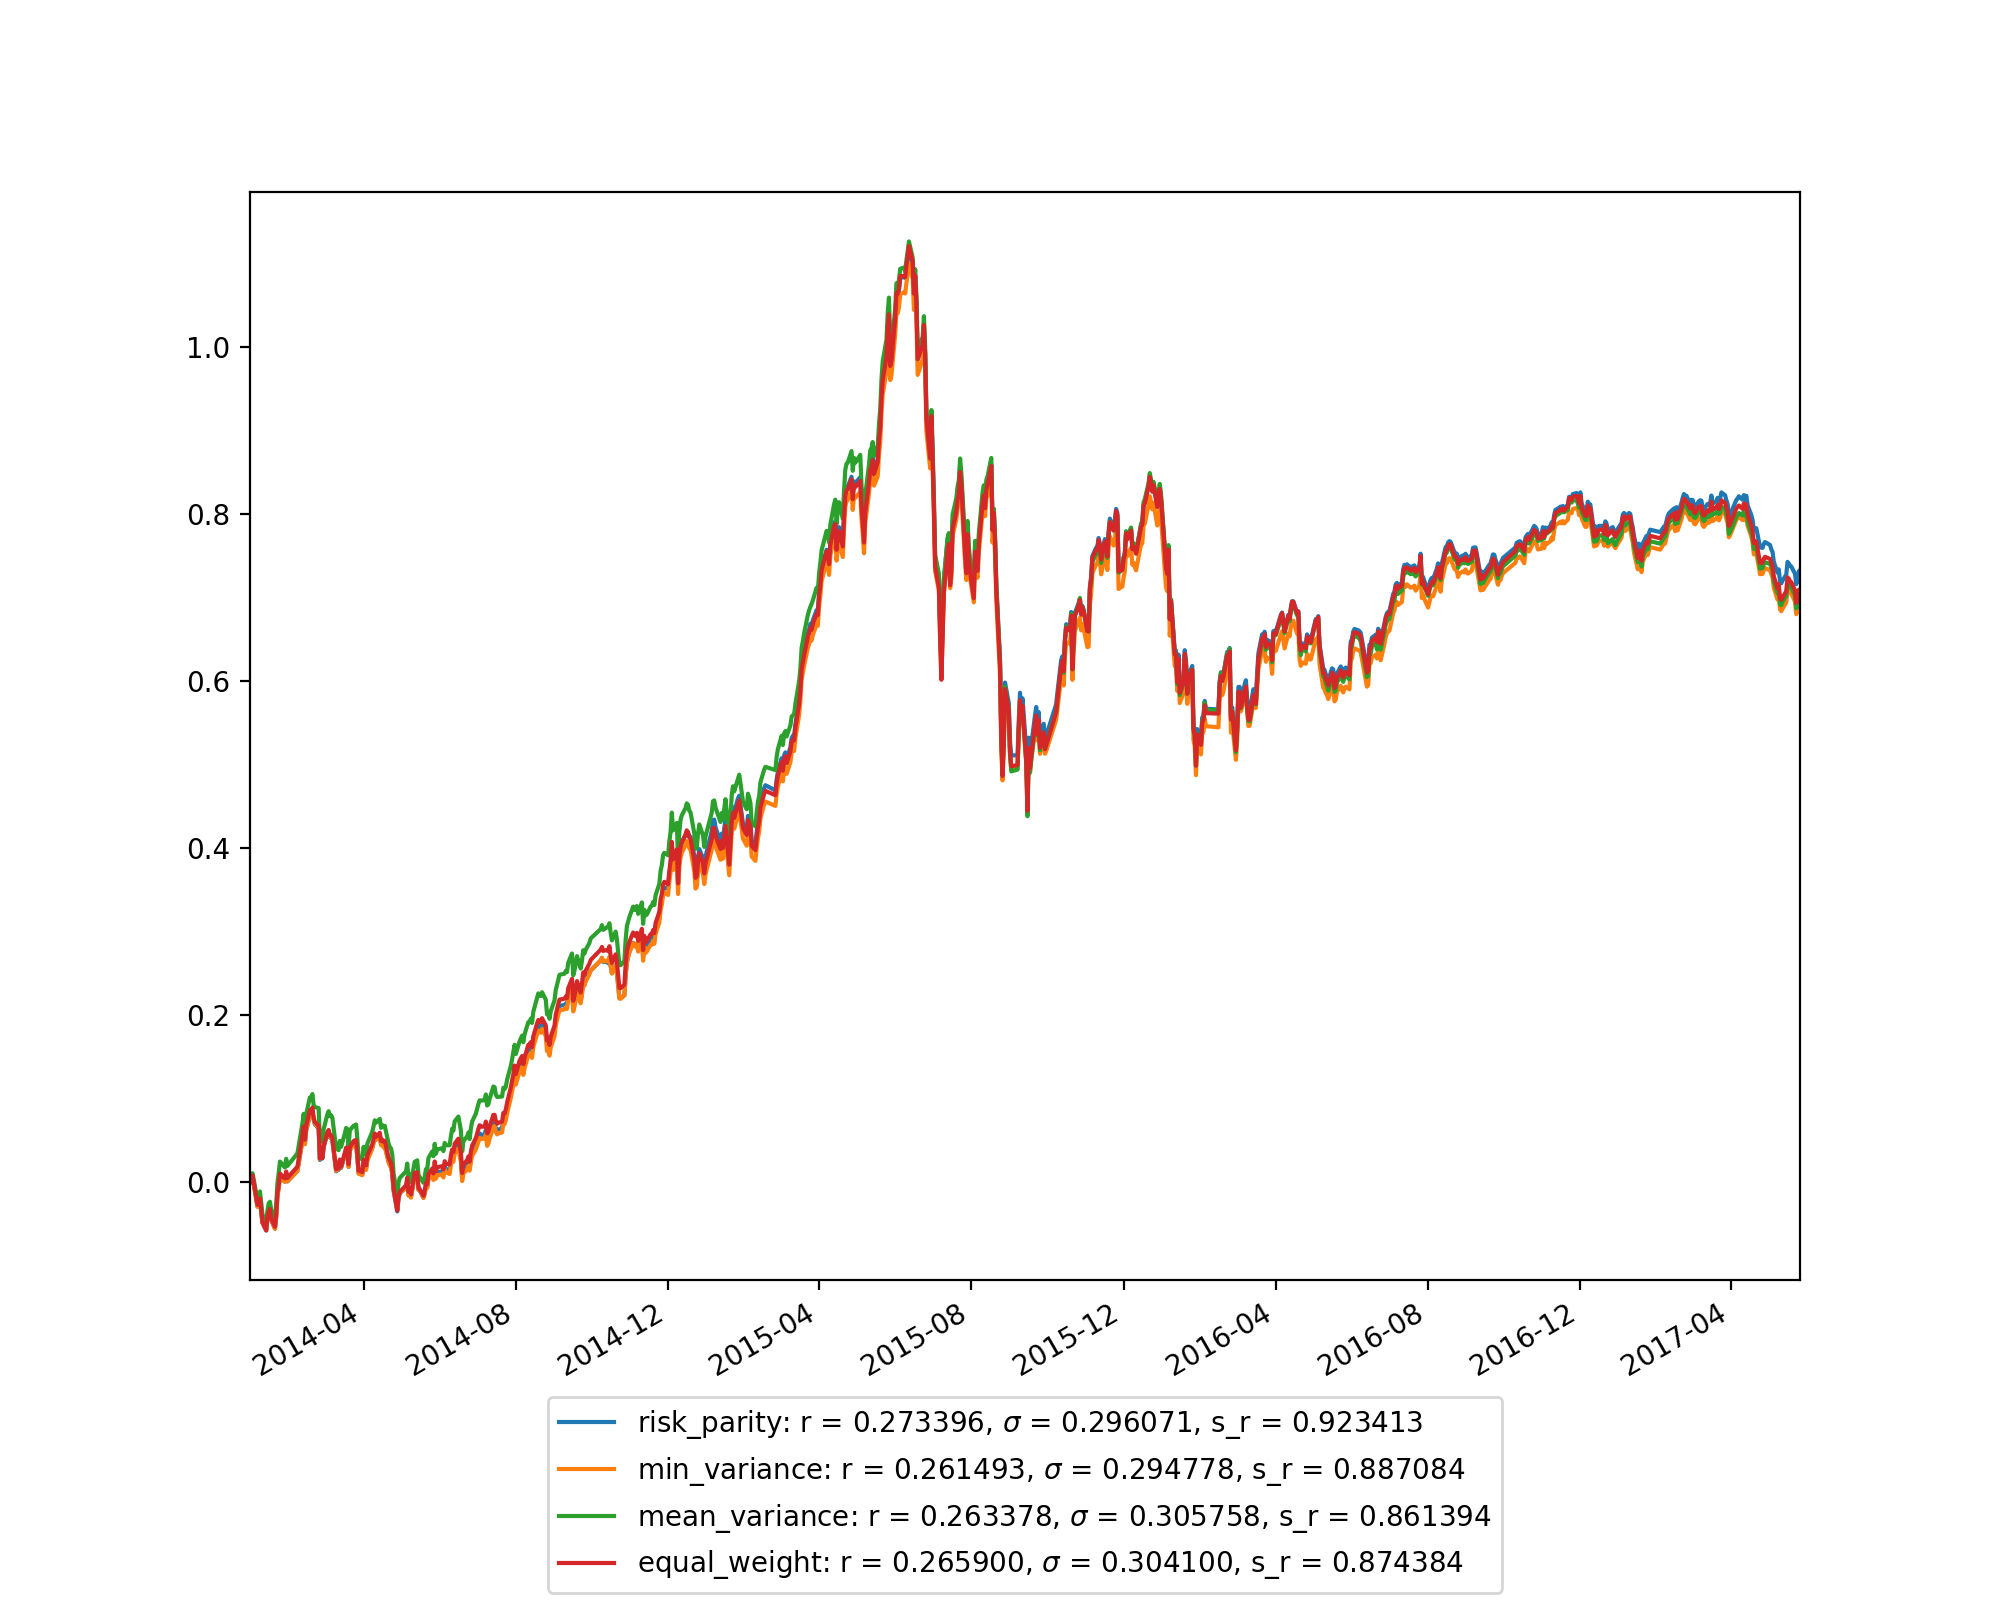 1.0
0.8
0.6
0.4
0.2
0.0
2014-04 2014-08 2014-12 2015-04 2015-08 2015-12 2016-04 2016-08 2016-12 2017-04
risk_parity: r = 0.273396, σ = 0.296071, s_r = 0.923413
min_variance: r = 0.261493, σ = 0.294778, s_r = 0.887084
mean_variance: r = 0.263378, σ = 0.305758, s_r = 0.861394
equal_weight: r = 0.265900, σ = 0.304100, s_r = 0.874384